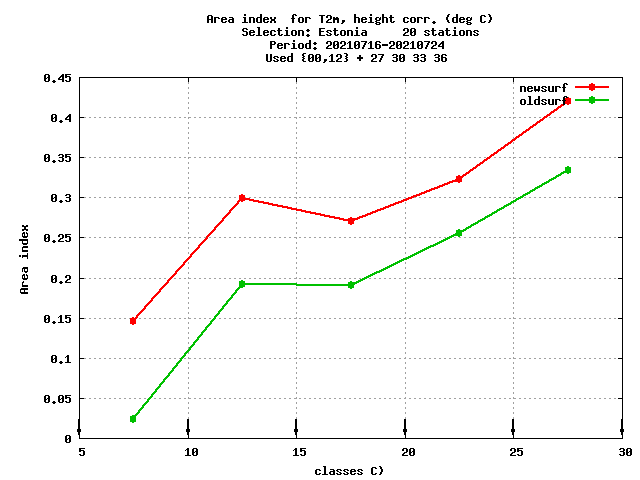 Area index  for T2m, height corr. (deg C)
Selection: Estonia     20 stations
Period: 20210716-20210724
Used {00,12} + 27 30 33 36
newsurf
oldsurf
0.45
0.4
0.35
0.3
0.25
0.2
0.15
0.1
0.05
0
Area index
5 10 15 20 25 30
classes C)